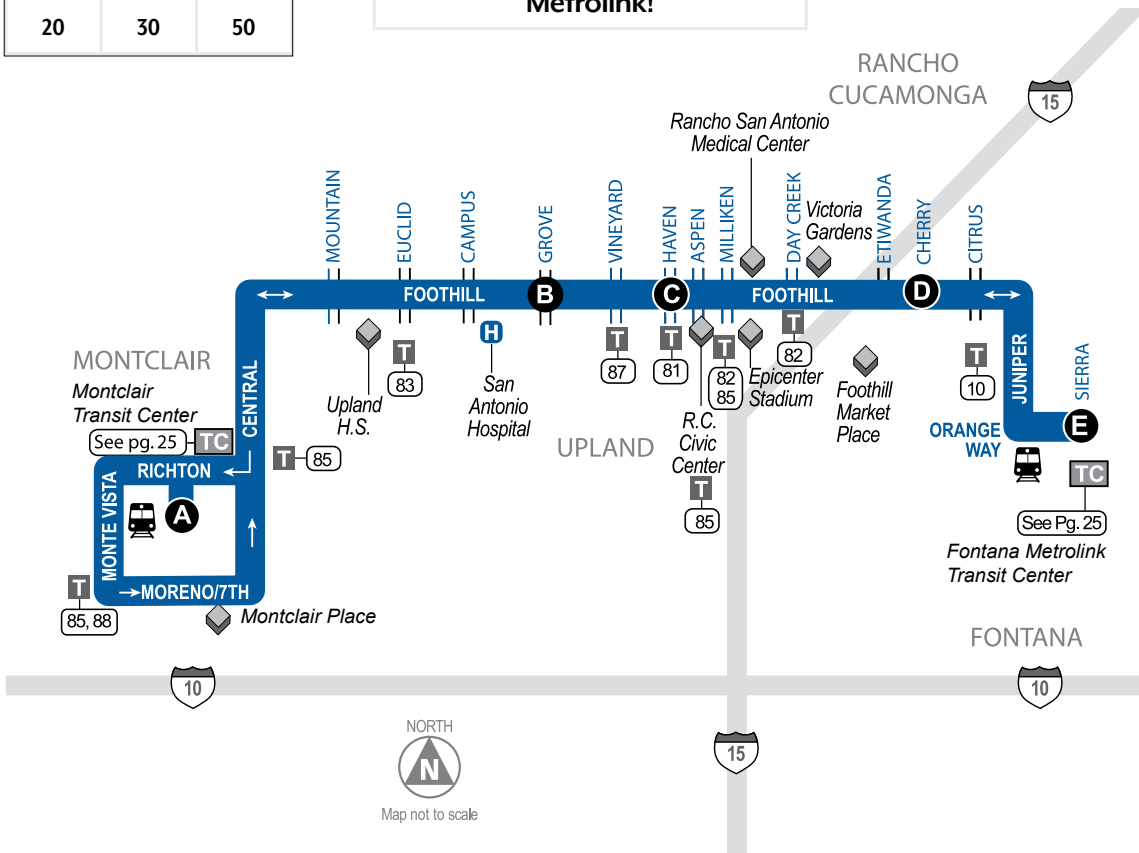 Metrolink!
20 30 50
RANCHO
CUCAMONGA
15
Rancho San Antonio
Medical Center
MOUNTAIN
EUCLID
CAMPUS
GROVE
VINEYARD
HAVEN
ASPEN
MILLIKEN
DAY CREEK
Victoria
Gardens
ETIWANDA
CHERRY
CITRUS
FOOTHILL
B
C
FOOTHILL
D
H
T
83
T
87
T
81
T
82
85
T
82
T
10
MONTCLAIR
Montclair
Transit Center
See pg. 25
TC
CENTRAL
Upland
H.S.
San
Antonio
Hospital
Epicenter
Stadium
Foothill
Market
Place
JUNIPER
SIERRA
E
ORANGE
WAY
UPLAND
R.C.
Civic
Center
T
85
T
85
RICHTON
A
MONTE VISTA
MORENO/7TH
T
85, 88
Montclair Place
TC
See Pg. 25
Fontana Metrolink
Transit Center
FONTANA
10
10
15
NORTH
N
Map not to scale